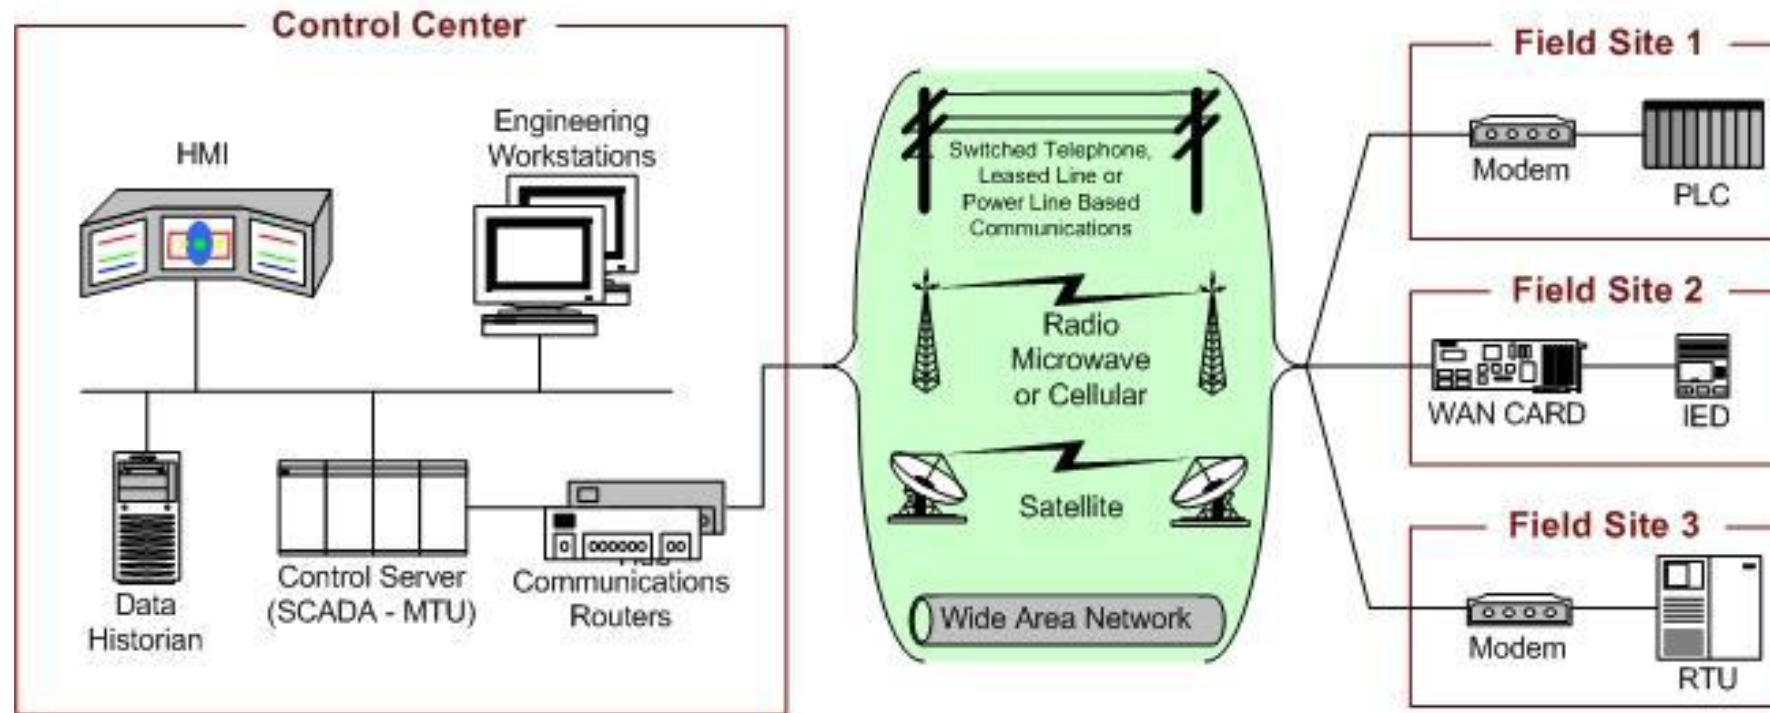 Control Center
HMI
Engineering
Workstations
Data
Historian
Control Server
(SCADA - MTU)
Communications
Routers
Switched Telephone,
Leased Line or
Power Line Based
Communications
Radio
Microwave
or Cellular
Satellite
Wide Area Network
Field Site 1
Modem
PLC
Field Site 2
WAN CARD
IED
Field Site 3
Modem
RTU